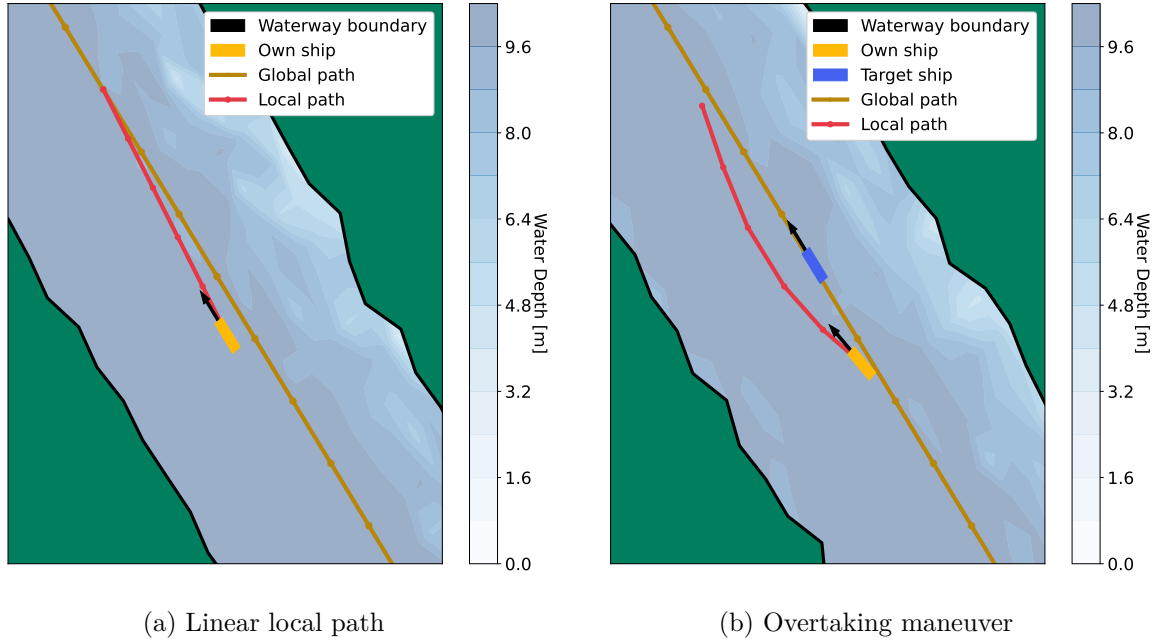 Waterway boundary
Own ship
Global path
Local path
9.6
8.0
6.4
4.8
3.2
1.6
0.0
Water Depth [m]
(a) Linear local path
Waterway boundary
Own ship
Target ship
Global path
Local path
9.6
8.0
6.4
4.8
3.2
1.6
0.0
Water Depth [m]
(b) Overtaking maneuver